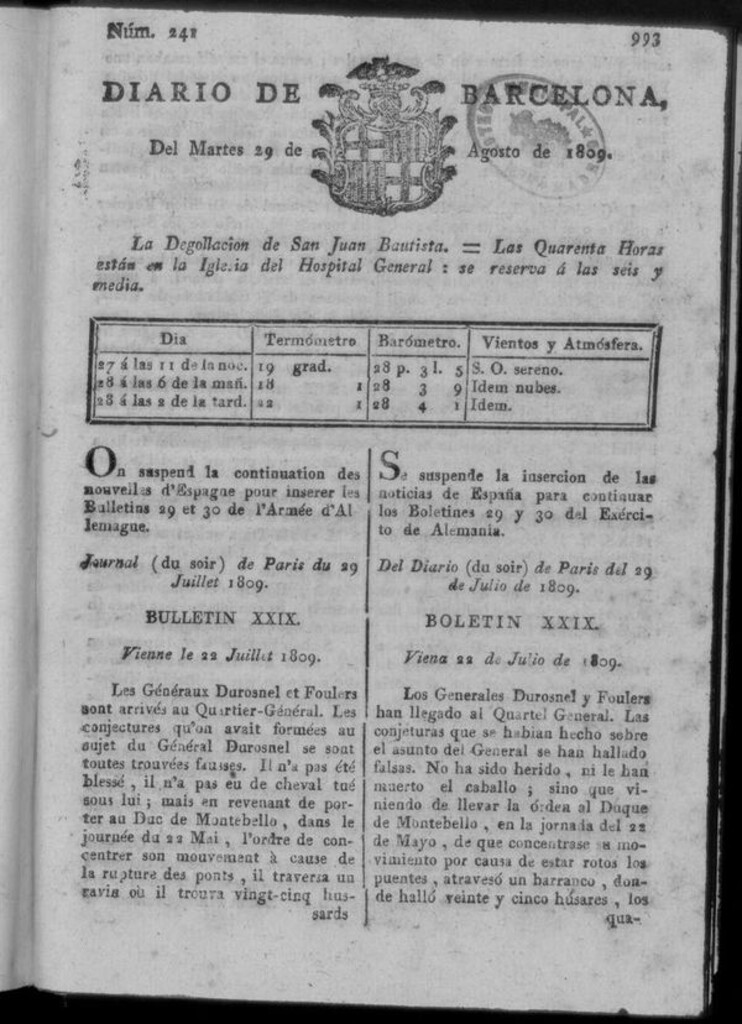 Núm. 241
993
DIARIO DE BARCELONA,
Del Martes 29 de Agosto de 1809.
La Degollacion de San Juan Bautista. = Las Quarenta Horas
están en la Iglesia del Hospital General : se reserva á las seis y
media.
Dia Termómetro Barómetro. Vientos y Atmósfera.
27 á las 11 de la noc. 19 grad. 28 p. 3 l. 5 S. O. sereno.
28 á las 6 de la mañ. 18 1 28 3 9 Idem nubes.
28 á las 2 de la tard. 22 1 28 4 1 Idem.
On suspend la continuation des
nouvelles d'Espagne pour inserer les
Bulletins 29 et 30 de l'Armée d'Al
lemagne.
Journal (du soir) de Paris du 29
Juillet 1809.
BULLETIN XXIX.
Vienne le 22 Juillet 1809.
Les Généraux Durosnel et Foulers
sont arrivés au Quartier-Général. Les
conjectures qu'on avait formées au
sujet du Général Durosnel se sont
toutes trouvées fausses. Il n'a pas été
blessé , il n'a pas eu de cheval tué
sous lui ; mais en revenant de por-
ter au Duc de Montebello , dans le
journée du 22 Mai , l'ordre de con-
centrer son mouvement à cause de
la rupture des ponts , il traversa un
ravin où il trouva vingt-cinq hus-
sards
Se suspende la insercion de las
noticias de España para continuar
los Boletines 29 y 30 del Exérci-
to de Alemania.
Del Diario (du soir) de Paris del 29
de Julio de 1809.
BOLETIN XXIX.
Viena 22 de Julio de 1809.
Los Generales Durosnel y Foulers
han llegado al Quartel General. Las
conjeturas que se habian hecho sobre
el asunto del General se han hallado
falsas. No ha sido herido , ni le han
muerto el caballo ; sino que vi-
niendo de llevar la órden al Duque
de Montebello , en la jornada del 22
de Mayo , de que concentrase su mo-
vimiento por causa de estar rotos los
puentes , atravesó un barranco , don-
de halló veinte y cinco húsares , los
qua-